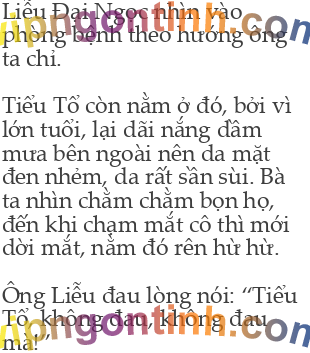 Liễu Đại Ngọc nhìn vào
phòng bệnh theo hướng ông
ta chỉ.
Tiểu Tổ còn nằm ở đó, bởi vì
lớn tuổi, lại dãi nắng dầm
mưa bên ngoài nên da mặt
đen nhẻm, da rất sần sùi. Bà
ta nhìn chằm chằm bọn họ,
đến khi chạm mắt cô thì mới
dời mắt, nằm đó rên hừ hừ.
Ông Liễu đau lòng nói: “Tiểu
Tổ, không đau, không đau
mà!”